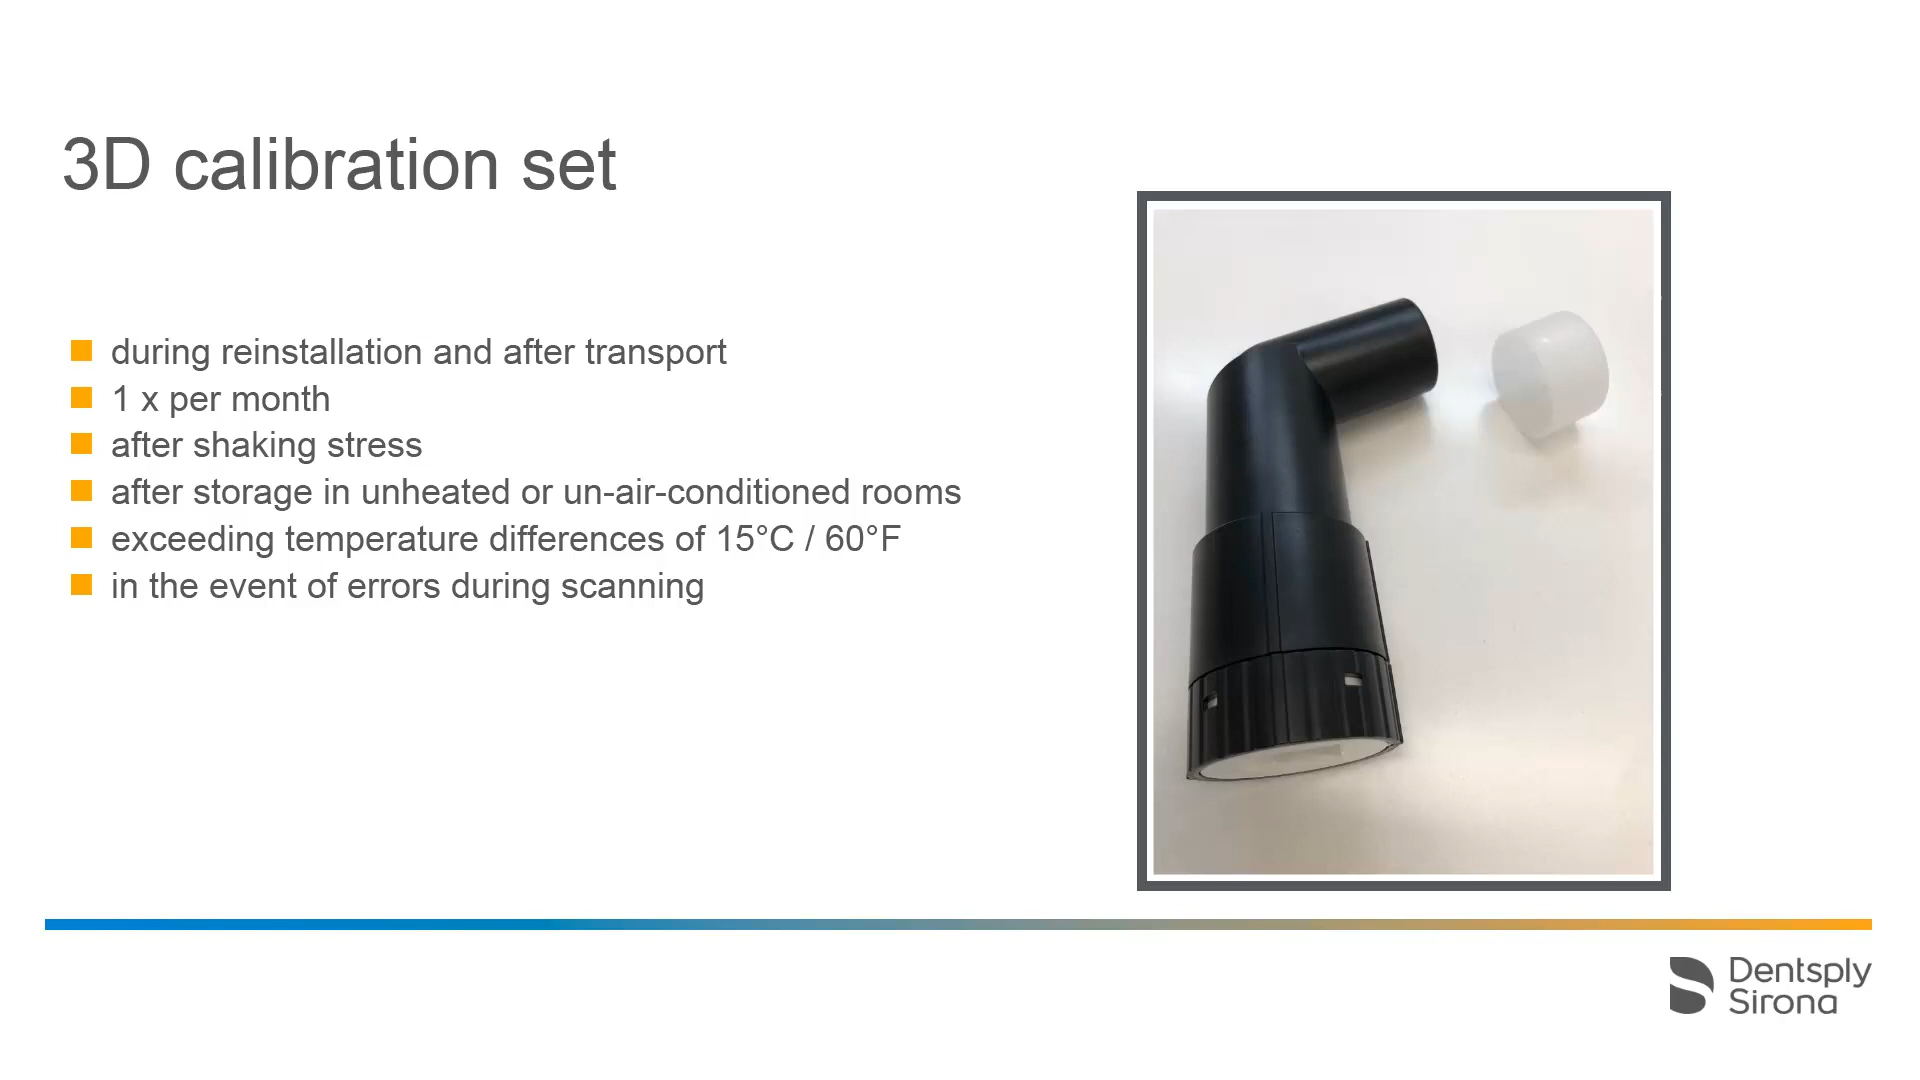 3D calibration set
during reinstallation and after transport
1 x per month
after shaking stress
after storage in unheated or un-air-conditioned rooms
exceeding temperature differences of 15°C / 60°F
in the event of errors during scanning
Dentsply
Sirona